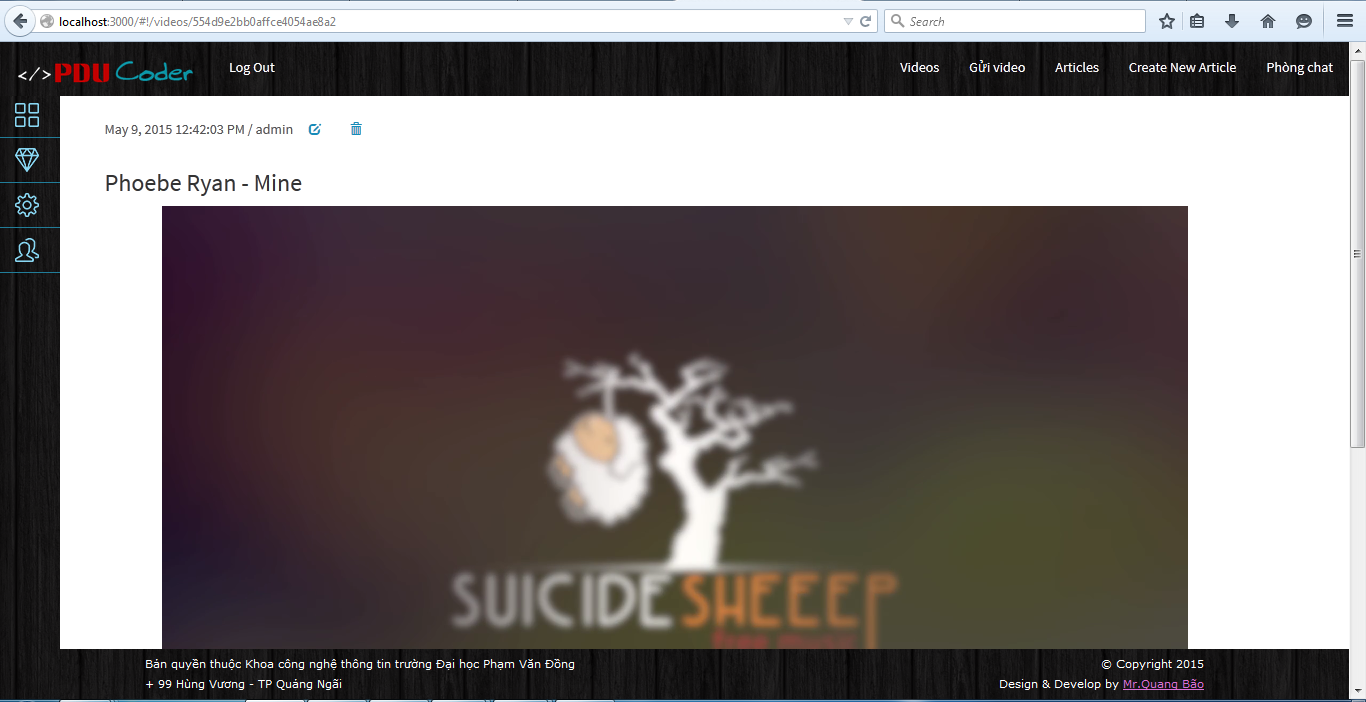 localhost:3000/#!/videos/554d9e2bb0affce4054ae8a2
Search
</>PDU Coder
Log Out
Videos
Gửi video
Articles
Create New Article
Phòng chat
May 9, 2015 12:42:03 PM / admin
Phoebe Ryan - Mine
SUICIDESHEEEP
free music
Bản quyền thuộc Khoa công nghệ thông tin trường Đại học Phạm Văn Đồng
+ 99 Hùng Vương - TP Quảng Ngãi
© Copyright 2015
Design & Develop by Mr.Quang Bão